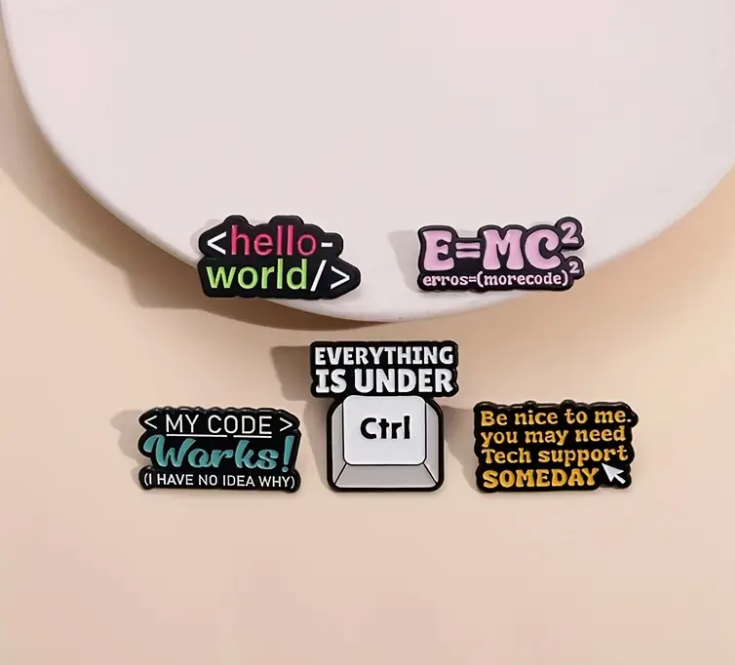 <hello-
world/>
E=MC²
erros=(morecode)²
EVERYTHING
IS UNDER
Ctrl
< MY CODE >
Works!
(I HAVE NO IDEA WHY)
Be nice to me,
you may need
Tech support
SOMEDAY